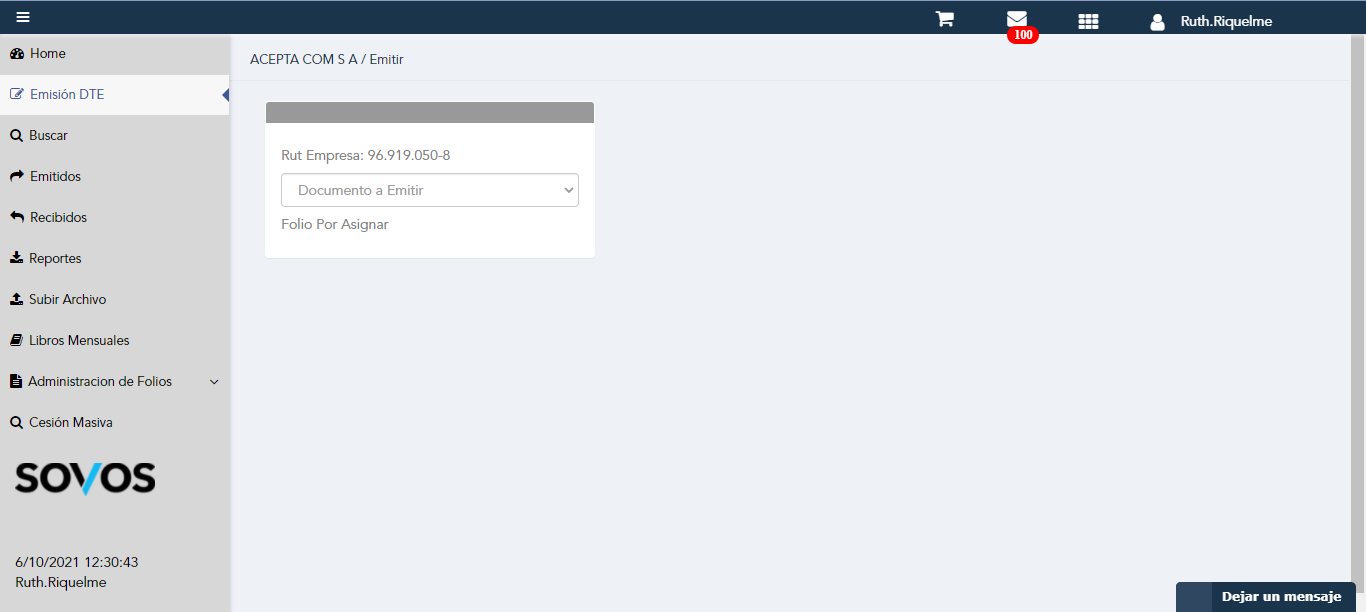 100
Ruth.Riquelme
Home
Emisión DTE
Buscar
Emitidos
Recibidos
Reportes
Subir Archivo
Libros Mensuales
Administracion de Folios
Cesión Masiva
SOVOS
6/10/2021 12:30:43
Ruth.Riquelme
ACEPTA COM S A / Emitir
Rut Empresa: 96.919.050-8
Documento a Emitir
Folio Por Asignar
Dejar un mensaje